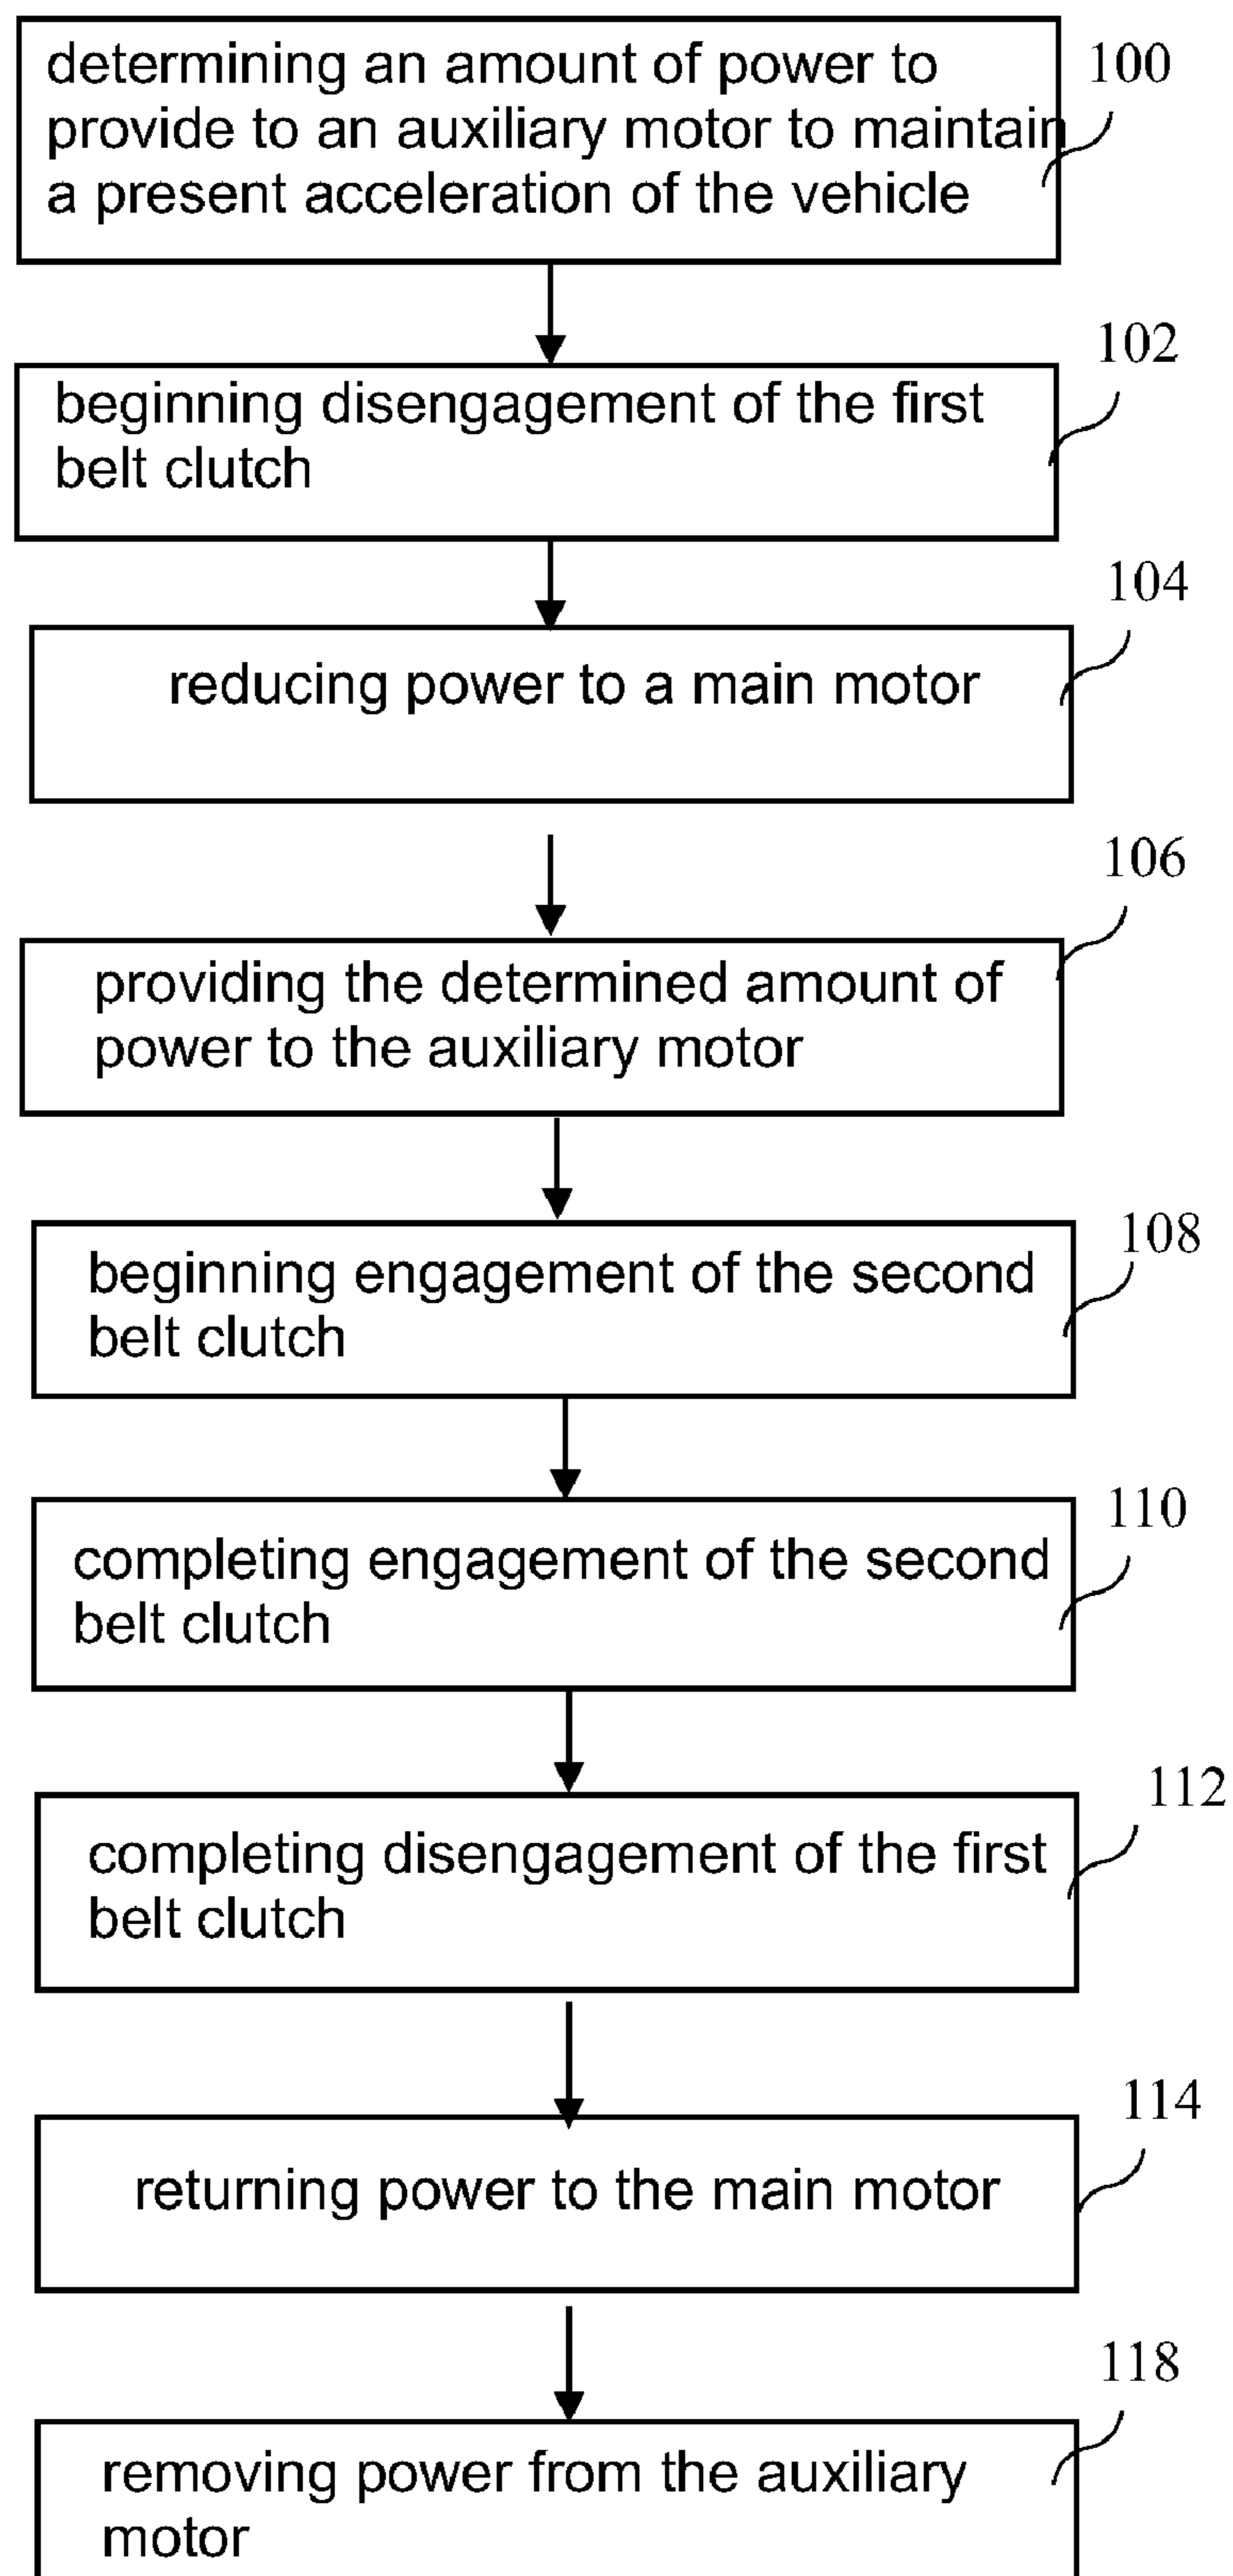 determining an amount of power to
provide to an auxiliary motor to maintain
a present acceleration of the vehicle
100
beginning disengagement of the first
belt clutch
102
reducing power to a main motor
104
providing the determined amount of
power to the auxiliary motor
106
beginning engagement of the second
belt clutch
108
completing engagement of the second
belt clutch
110
completing disengagement of the first
belt clutch
112
returning power to the main motor
114
removing power from the auxiliary
motor
118